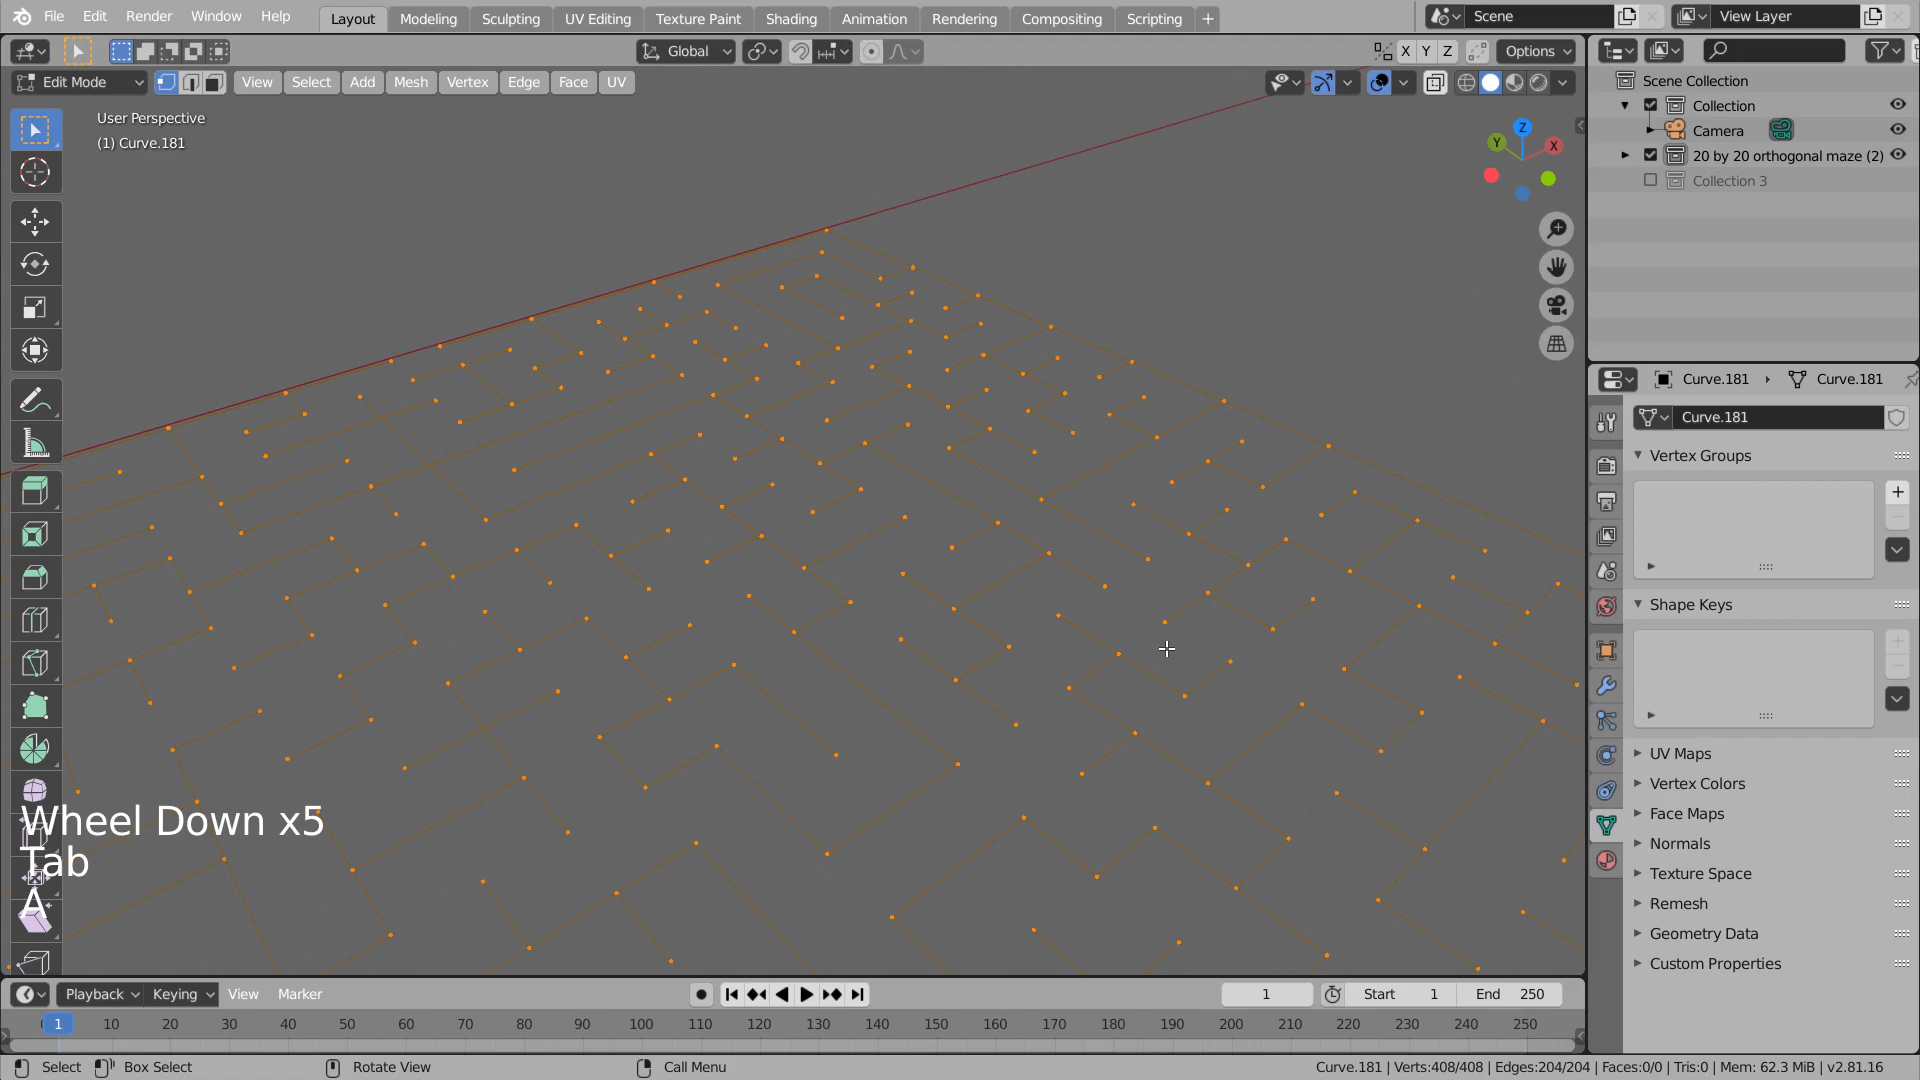 File Edit Render Window Help Layout Modeling Sculpting UV Editing Texture Paint Shading Animation Rendering Compositing Scripting + Scene View Layer
Global X Y Z Options
Edit Mode View Select Add Mesh Vertex Edge Face UV
User Perspective
(1) Curve.181
Z
Y
X
Scene Collection
Collection
Camera
20 by 20 orthogonal maze (2)
Collection 3
Curve.181 Curve.181
Curve.181
Vertex Groups
Shape Keys
UV Maps
Vertex Colors
Face Maps
Normals
Texture Space
Remesh
Geometry Data
Custom Properties
Wheel Down x5
Tab
A
Playback Keying View Marker 1 Start 1 End 250
1 10 20 30 40 50 60 70 80 90 100 110 120 130 140 150 160 170 180 190 200 210 220 230 240 250
Select Box Select Rotate View Call Menu Curve.181 | Verts:408/408 | Edges:204/204 | Faces:0/0 | Tris:0 | Mem: 62.3 MiB | v2.81.16